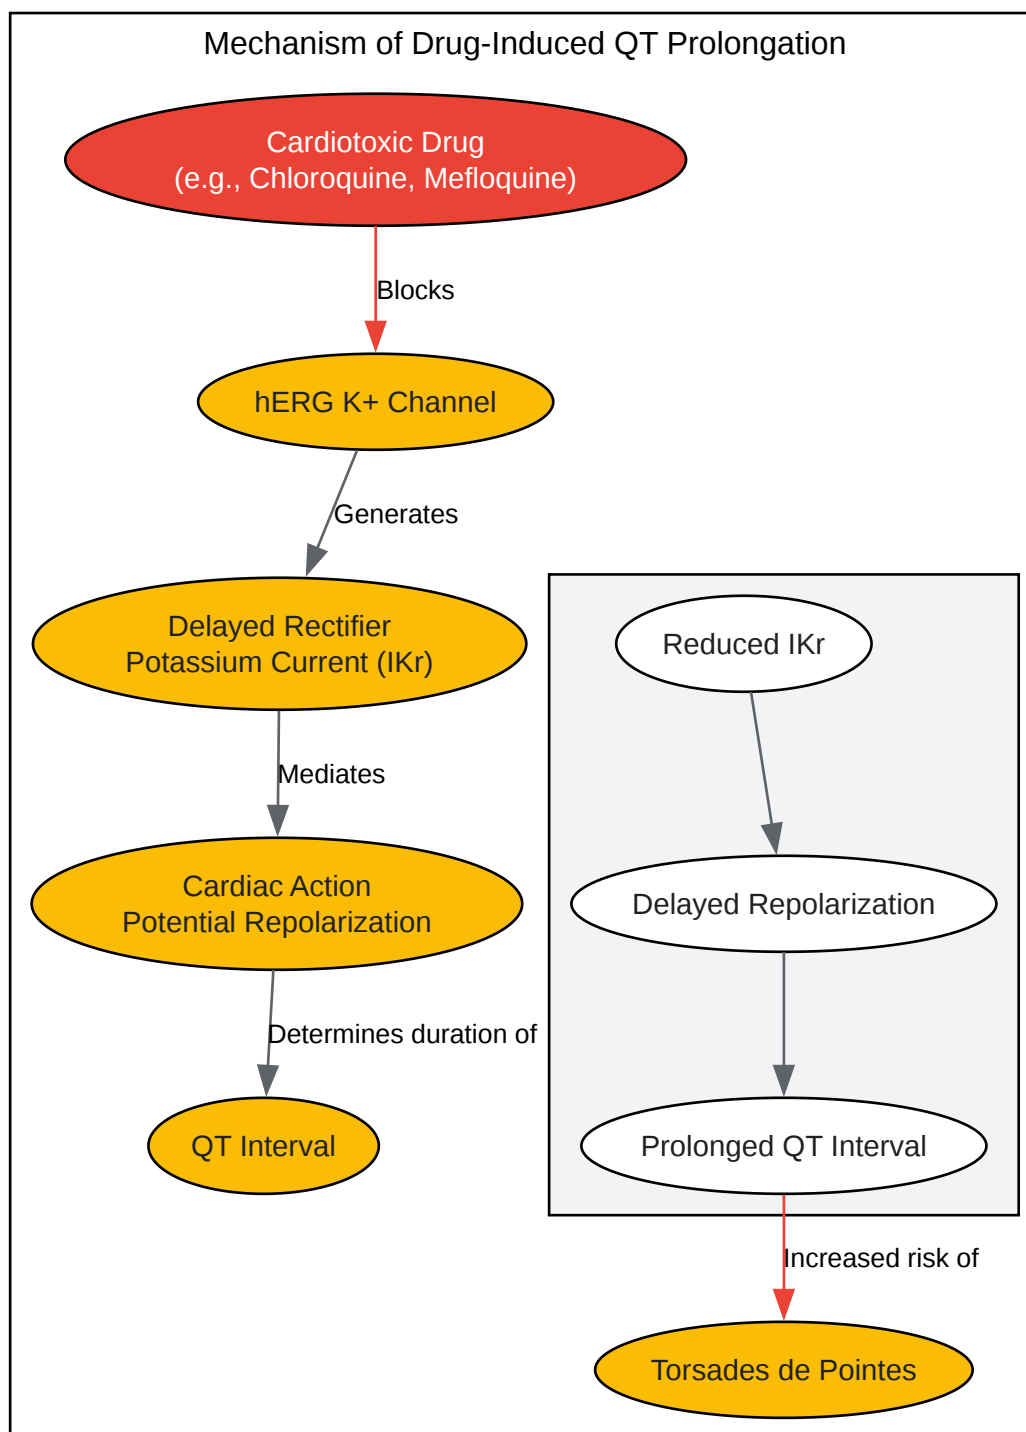 Mechanism of Drug-Induced QT Prolongation
Cardiotoxic Drug
(e.g., Chloroquine, Mefloquine)
Blocks
hERG K+ Channel
Generates
Delayed Rectifier
Potassium Current (IKr)
Mediates
Cardiac Action
Potential Repolarization
Determines duration of
QT Interval
Reduced IKr
Delayed Repolarization
Prolonged QT Interval
Increased risk of
Torsades de Pointes